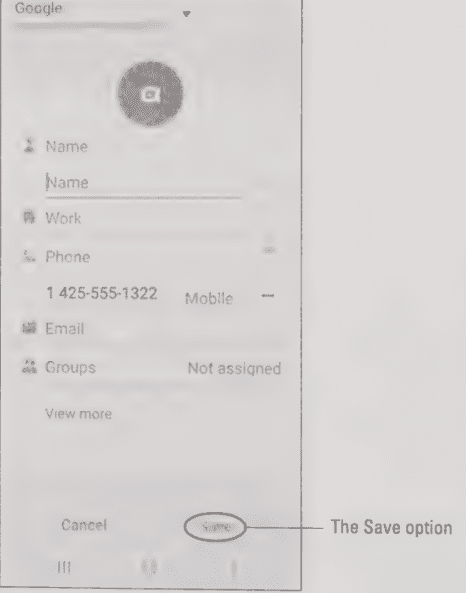 Google
Name
Name
Work
Phone
1 425-555-1322 Mobile
Email
Groups Not assigned
View more
Cancel Save The Save option